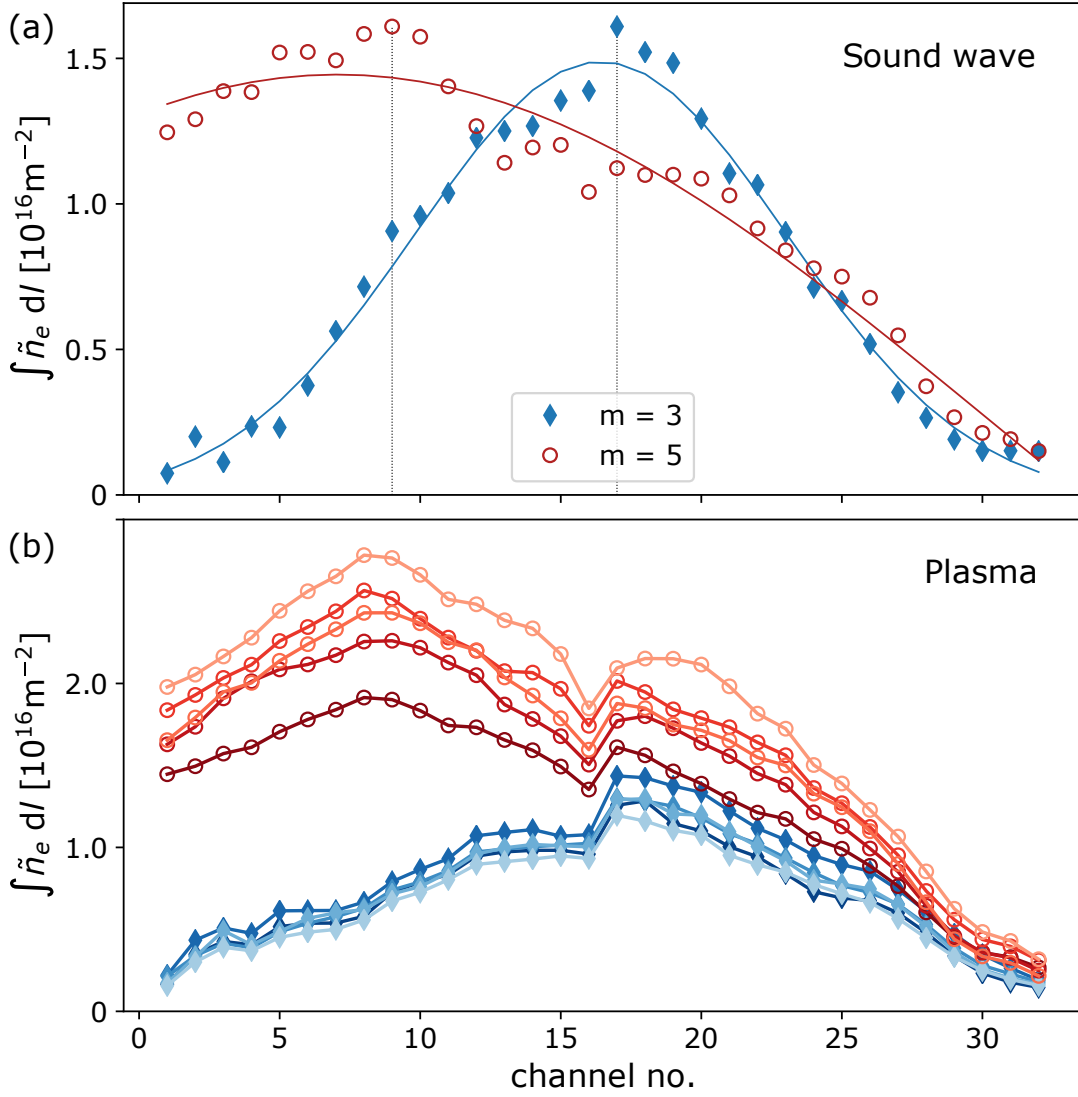 (a)
Sound wave
1.5
1.0
0.5
0
∫ñₑ dl [10¹⁶m⁻²]
m = 3
m = 5
(b)
Plasma
2.0
1.0
0
∫ñₑ dl [10¹⁶m⁻²]
0 5 10 15 20 25 30
channel no.